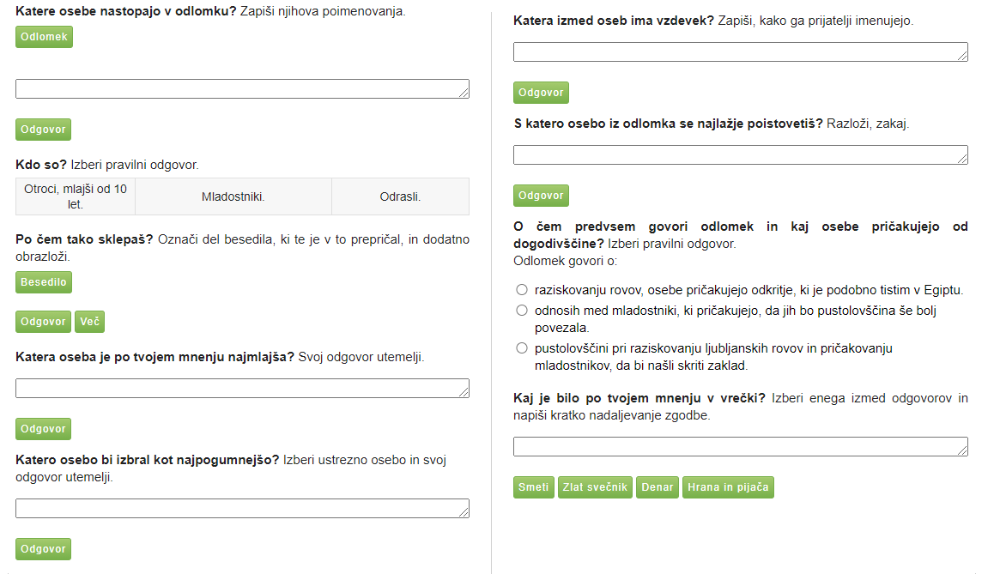 Katere osebe nastopajo v odlomku? Zapiši njihova poimenovanja.
Odlomek
Odgovor
Kdo so? Izberi pravilni odgovor.
Otroci, mlajši od 10
let.
Mladostniki.
Odrasli.
Po čem tako sklepaš? Označi del besedila, ki te je v to prepričal, in dodatno
obrazloži.
Besedilo
Odgovor Več
Katera oseba je po tvojem mnenju najmlajša? Svoj odgovor utemelji.
Odgovor
Katero osebo bi izbral kot najpogumnejšo? Izberi ustrezno osebo in svoj
odgovor utemelji.
Odgovor
Katera izmed oseb ima vzdevek? Zapiši, kako ga prijatelji imenujejo.
Odgovor
S katero osebo iz odlomka se najlažje poistovetiš? Razloži, zakaj.
Odgovor
O čem predvsem govori odlomek in kaj osebe pričakujejo od
dogodivščine? Izberi pravilni odgovor.
Odlomek govori o:
raziskovanju rovov, osebe pričakujejo odkritje, ki je podobno tistim v Egiptu.
odnosih med mladostniki, ki pričakujejo, da jih bo pustolovščina še bolj
povezala.
pustolovščini pri raziskovanju ljubljanskih rovov in pričakovanju
mladostnikov, da bi našli skriti zaklad.
Kaj je bilo po tvojem mnenju v vrečki? Izberi enega izmed odgovorov in
napiši kratko nadaljevanje zgodbe.
Smeti Zlat svečnik Denar Hrana in pijača